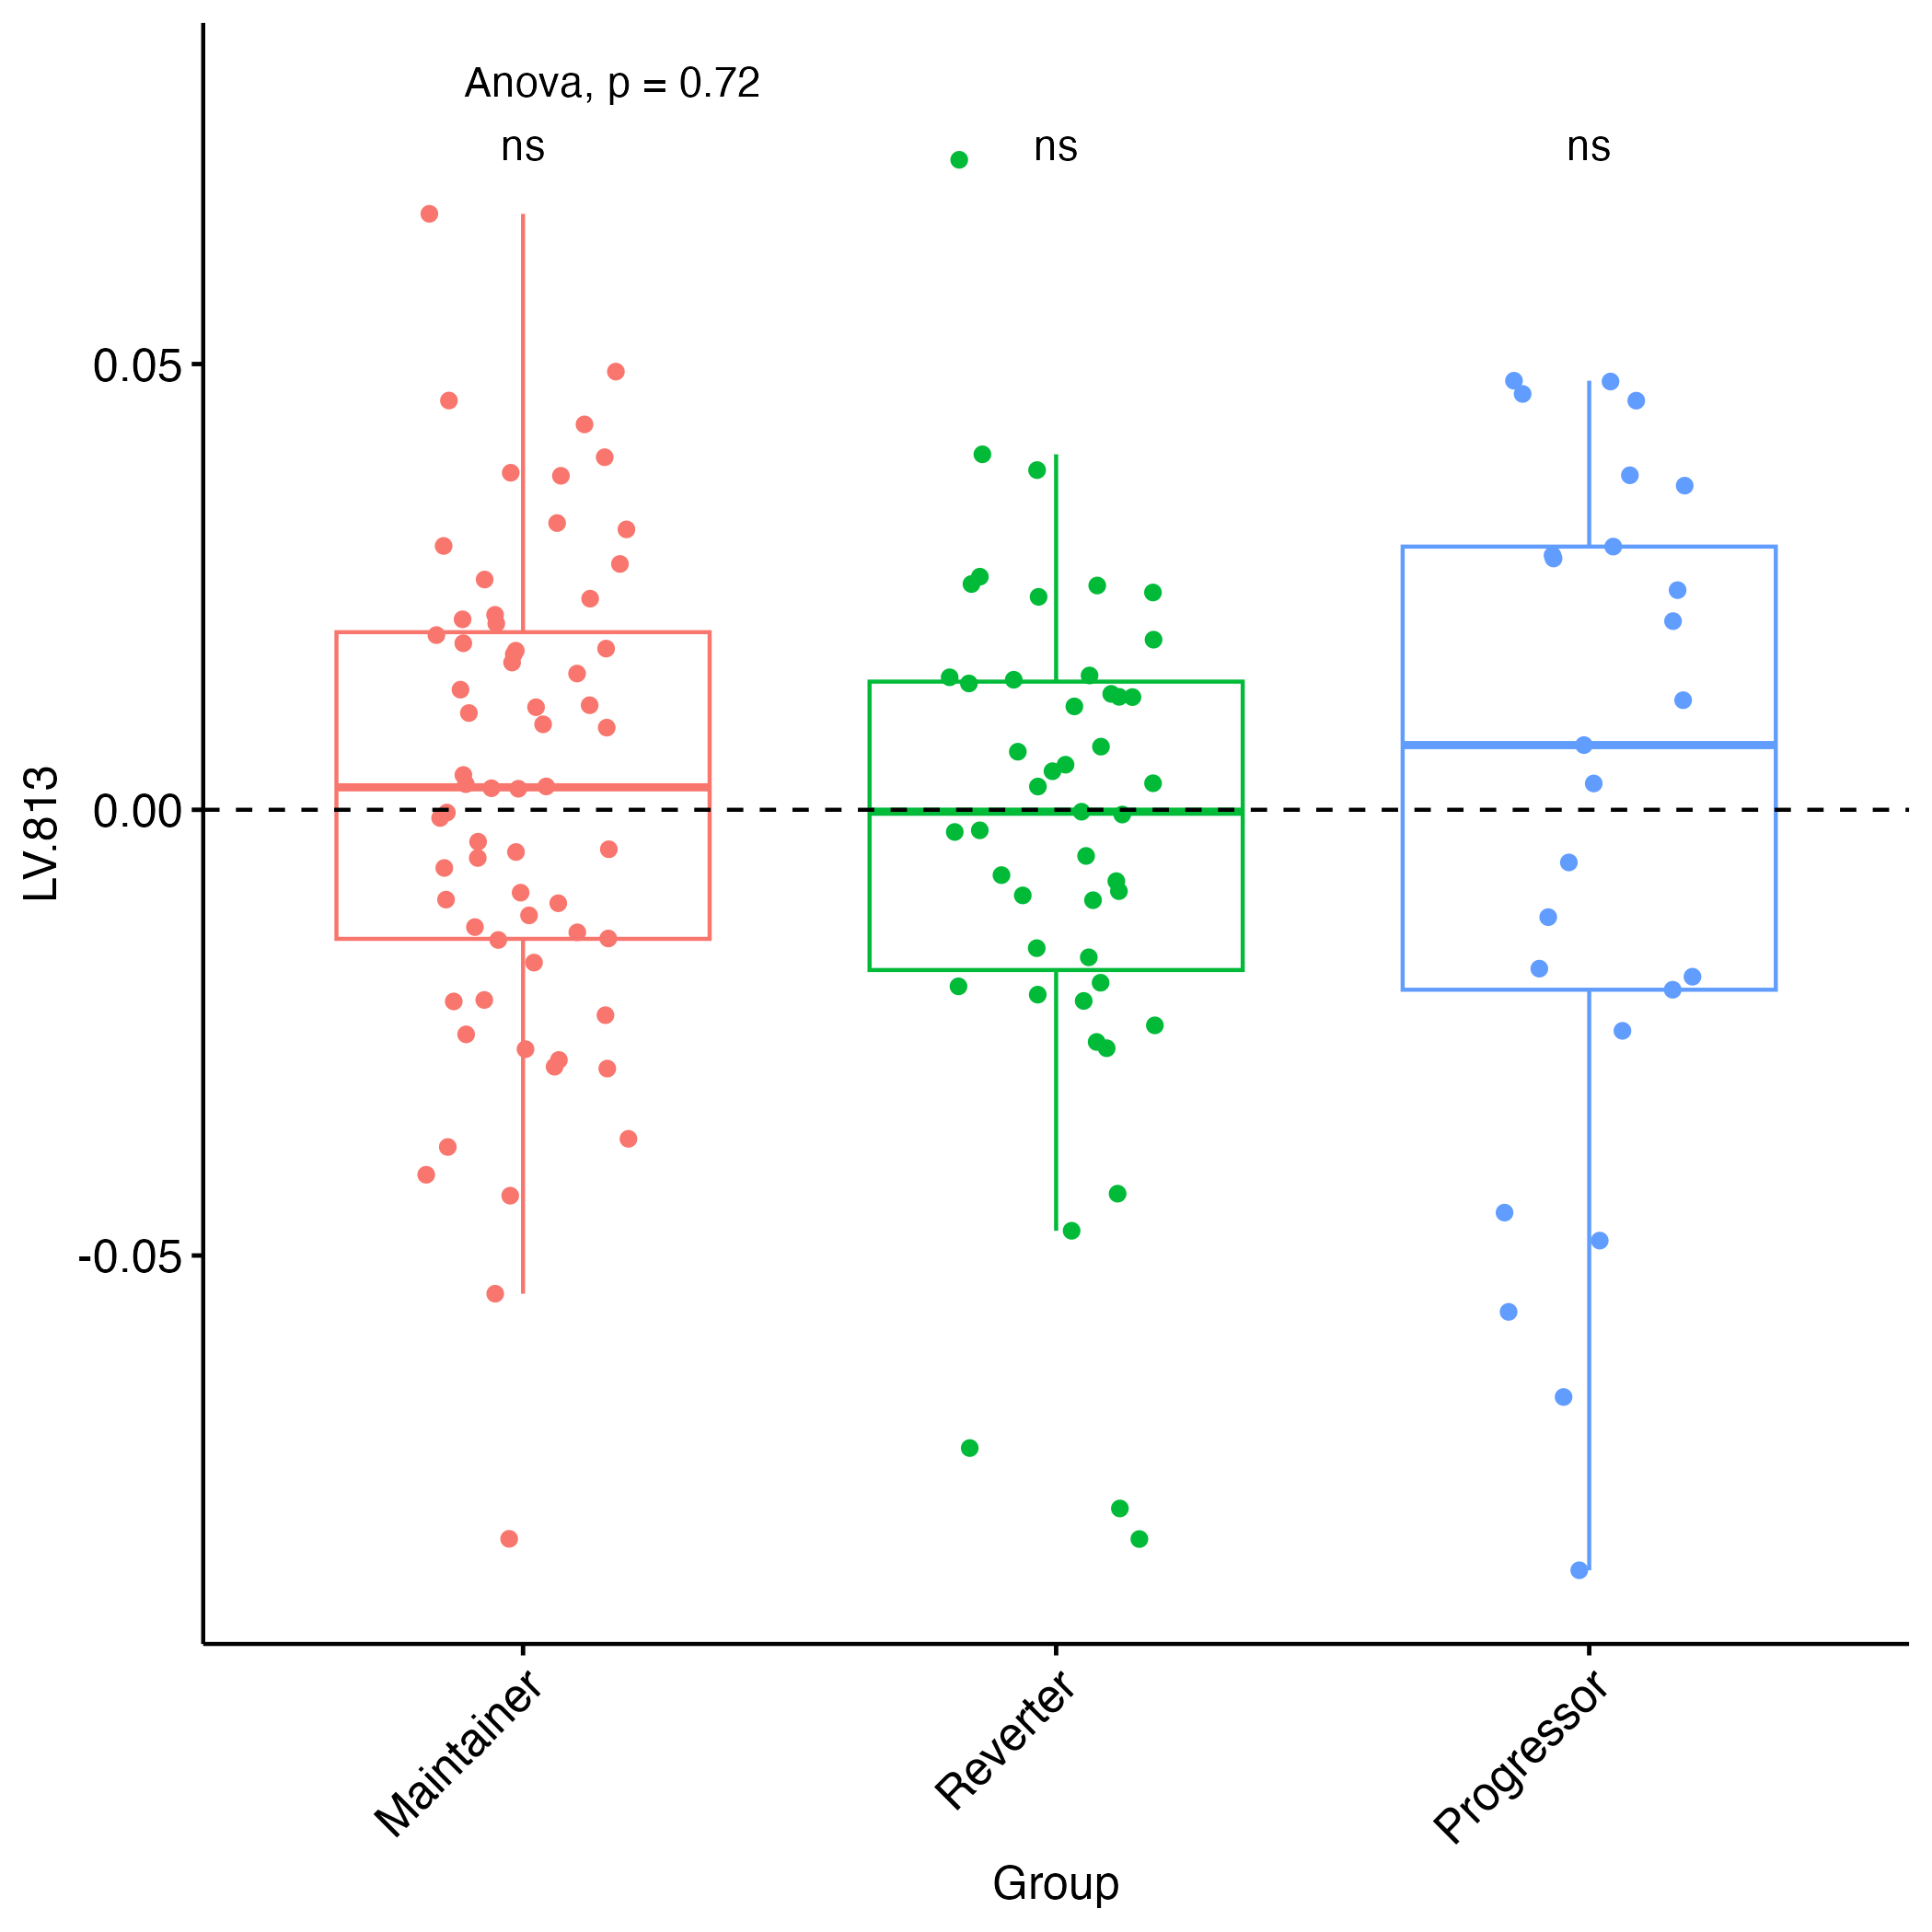 Anova, p = 0.72
ns ns ns
0.05
0.00
-0.05
LV.813
Maintainer Reverter Progressor
Group